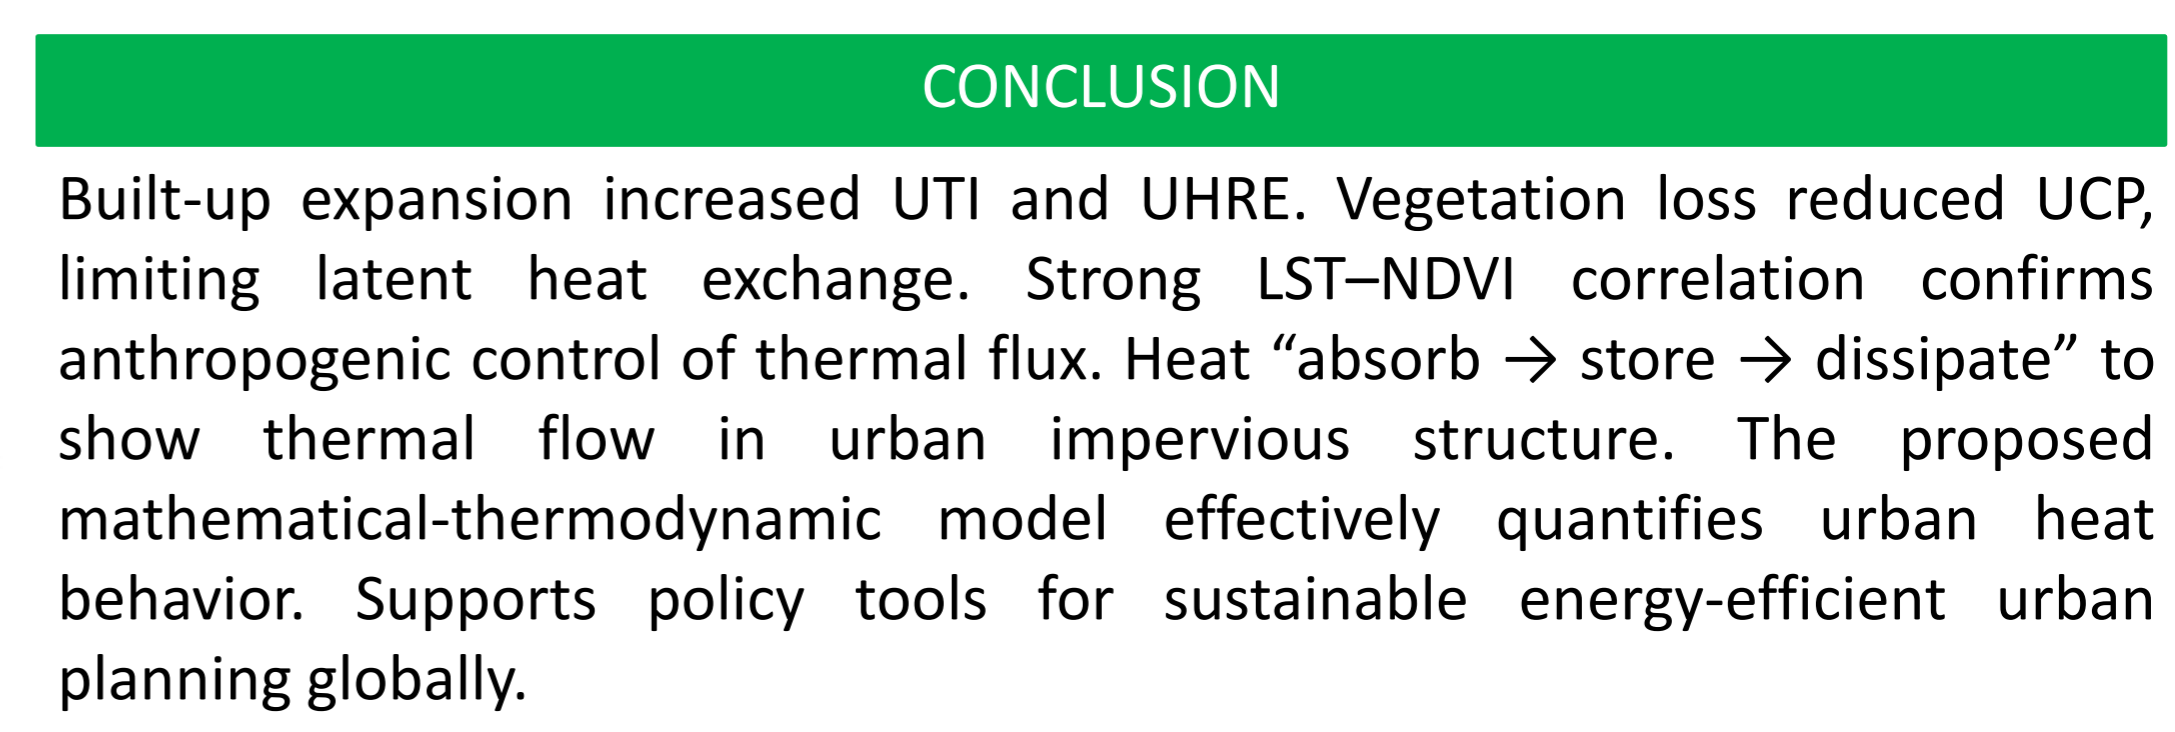 CONCLUSION
Built-up expansion increased UTI and UHRE. Vegetation loss reduced UCP,
limiting latent heat exchange. Strong LST–NDVI correlation confirms
anthropogenic control of thermal flux. Heat “absorb → store → dissipate” to
show thermal flow in urban impervious structure. The proposed
mathematical-thermodynamic model effectively quantifies urban heat
behavior. Supports policy tools for sustainable energy-efficient urban
planning globally.